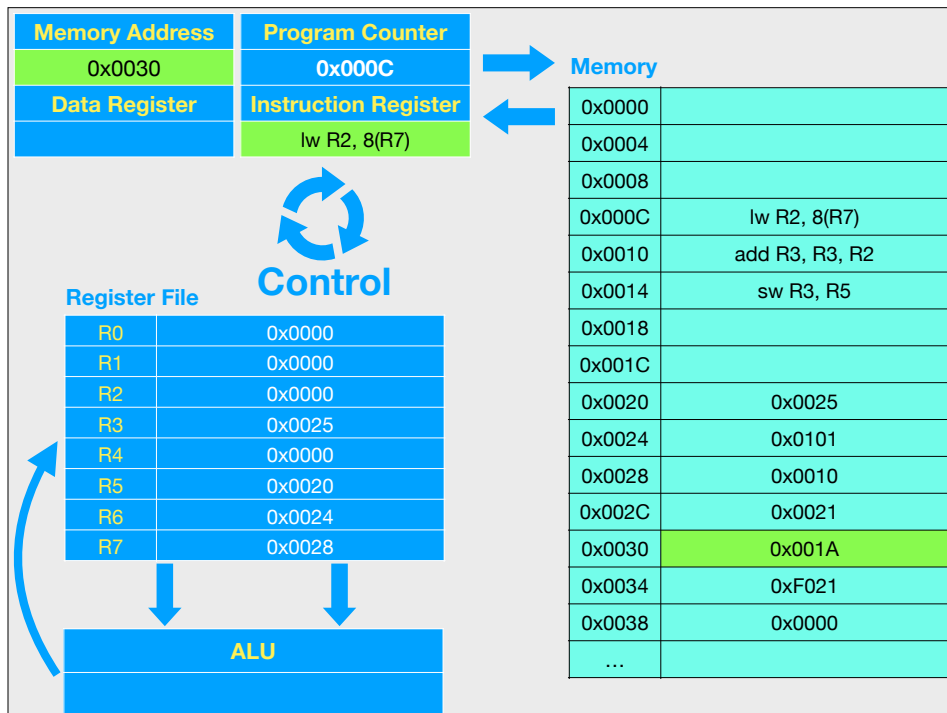 Memory Address Program Counter
0x0030 0x000C
Data Register Instruction Register
lw R2, 8(R7)
Control
Register File
R0 0x0000
R1 0x0000
R2 0x0000
R3 0x0025
R4 0x0000
R5 0x0020
R6 0x0024
R7 0x0028
ALU
Memory
0x0000
0x0004
0x0008
0x000C lw R2, 8(R7)
0x0010 add R3, R3, R2
0x0014 sw R3, R5
0x0018
0x001C
0x0020 0x0025
0x0024 0x0101
0x0028 0x0010
0x002C 0x0021
0x0030 0x001A
0x0034 0xF021
0x0038 0x0000
…